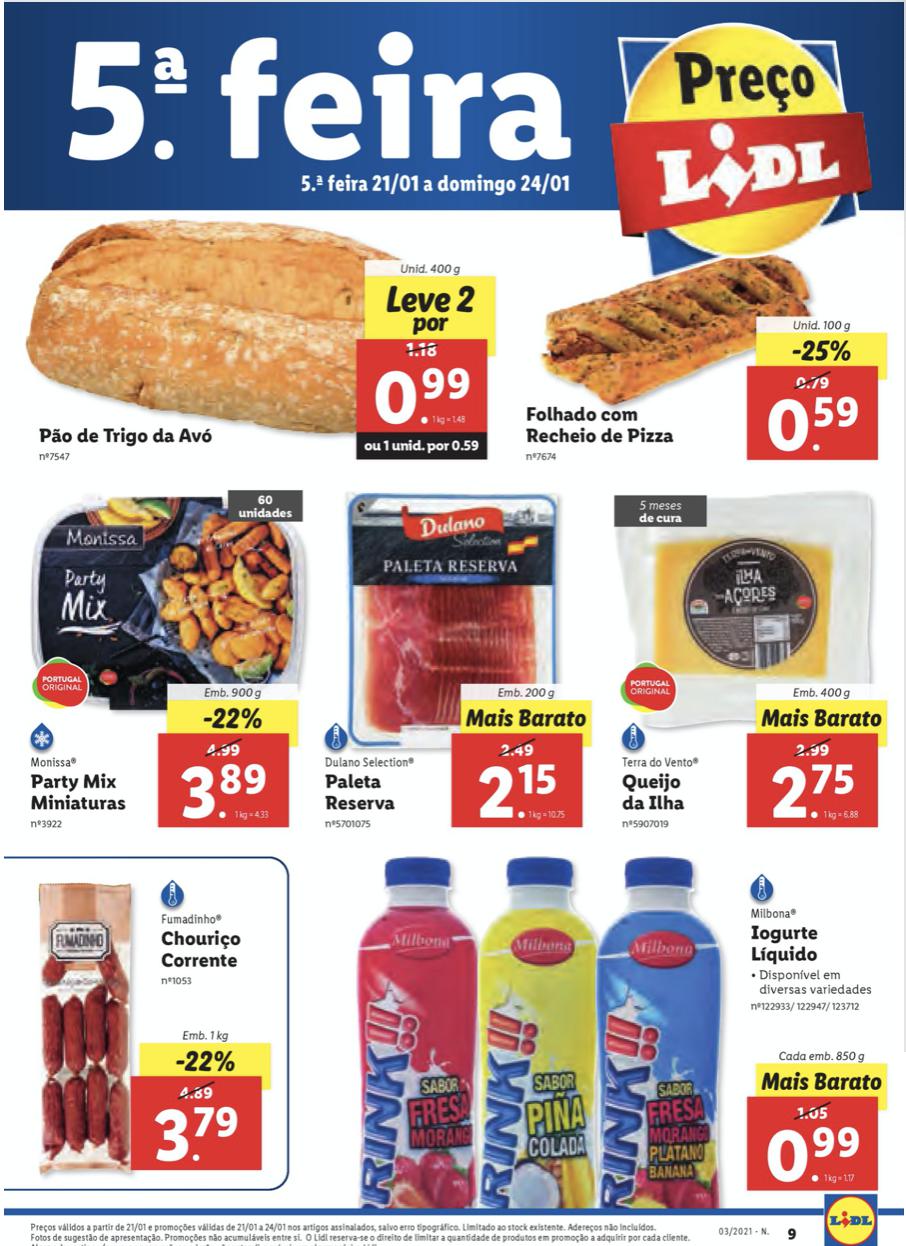 5.ª feira
5.ª feira 21/01 a domingo 24/01
Preço
LIDL
Unid. 400 g
Leve 2
por
1.18
0.99
1 kg = 1.48
ou 1 unid. por 0.59
Pão de Trigo da Avó
nº7547
Unid. 100 g
-25%
0.79
0.59
Folhado com
Recheio de Pizza
nº7674
60
unidades
Monissa
Party
Mix
PORTUGAL
ORIGINAL
Emb. 900 g
-22%
4.99
3.89
1 kg = 4.33
Monissa®
Party Mix
Miniaturas
nº3922
Dulano
Selection
PALETA RESERVA
Emb. 200 g
Mais Barato
2.49
2.15
1 kg = 10.75
Dulano Selection®
Paleta
Reserva
nº5701075
5 meses
de cura
TERRA DO VENTO
ILHA
AÇORES
PORTUGAL
ORIGINAL
Emb. 400 g
Mais Barato
2.99
2.75
1 kg = 6.88
Terra do Vento®
Queijo
da Ilha
nº5907019
FUMADINHO
Fumadinho®
Chouriço
Corrente
nº1053
Emb. 1 kg
-22%
4.89
3.79
Milbona
RINK!!
SABOR
FRESA
MORANGO
Milbona
RINK!!
SABOR
PIÑA
COLADA
Milbona
RINK!!
SABOR
FRESA
MORANGO
PLATANO
BANANA
Milbona®
Iogurte
Líquido
• Disponível em
diversas variedades
nº122933/ 122947/ 123712
Cada emb. 850 g
Mais Barato
1.05
0.99
1 kg = 1.17
Preços válidos a partir de 21/01 e promoções válidas de 21/01 a 24/01 nos artigos assinalados, salvo erro tipográfico. Limitado ao stock existente. Adereços não incluídos.
Fotos de sugestão de apresentação. Promoções não acumuláveis entre si. O Lidl reserva-se o direito de limitar a quantidade de produtos em promoção a adquirir por cada cliente.
03/2021 - N.
9
LIDL